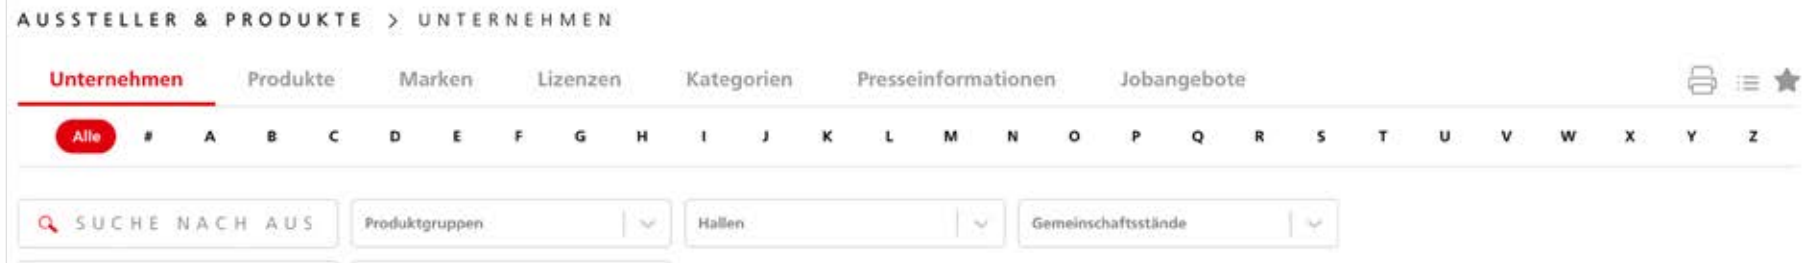 AUSSTELLER & PRODUKTE > UNTERNEHMEN
Unternehmen Produkte Marken Lizenzen Kategorien Presseinformationen Jobangebote
Alle # A B C D E F G H I J K L M N O P Q R S T U V W X Y Z
SUCHE NACH AUS Produktgruppen Hallen Gemeinschaftsstände